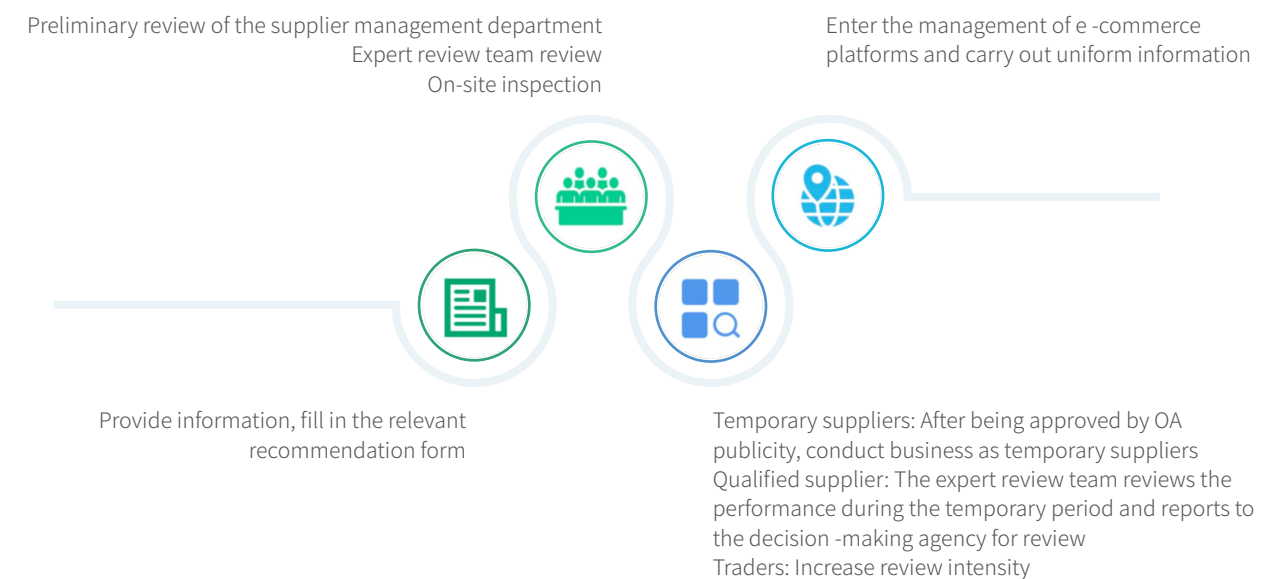 Preliminary review of the supplier management department
Expert review team review
On-site inspection
Enter the management of e -commerce
platforms and carry out uniform information
Provide information, fill in the relevant
recommendation form
Temporary suppliers: After being approved by OA
publicity, conduct business as temporary suppliers
Qualified supplier: The expert review team reviews the
performance during the temporary period and reports to
the decision -making agency for review
Traders: Increase review intensity